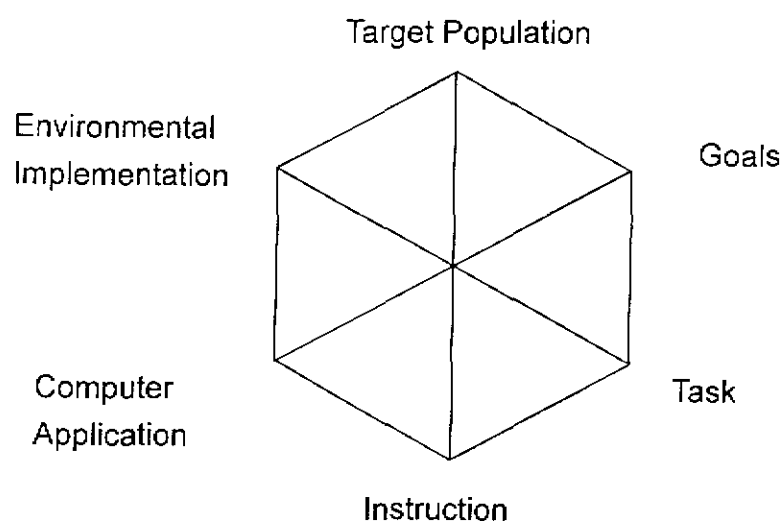 Target Population
Environmental
Implementation
Goals
Computer
Application
Task
Instruction